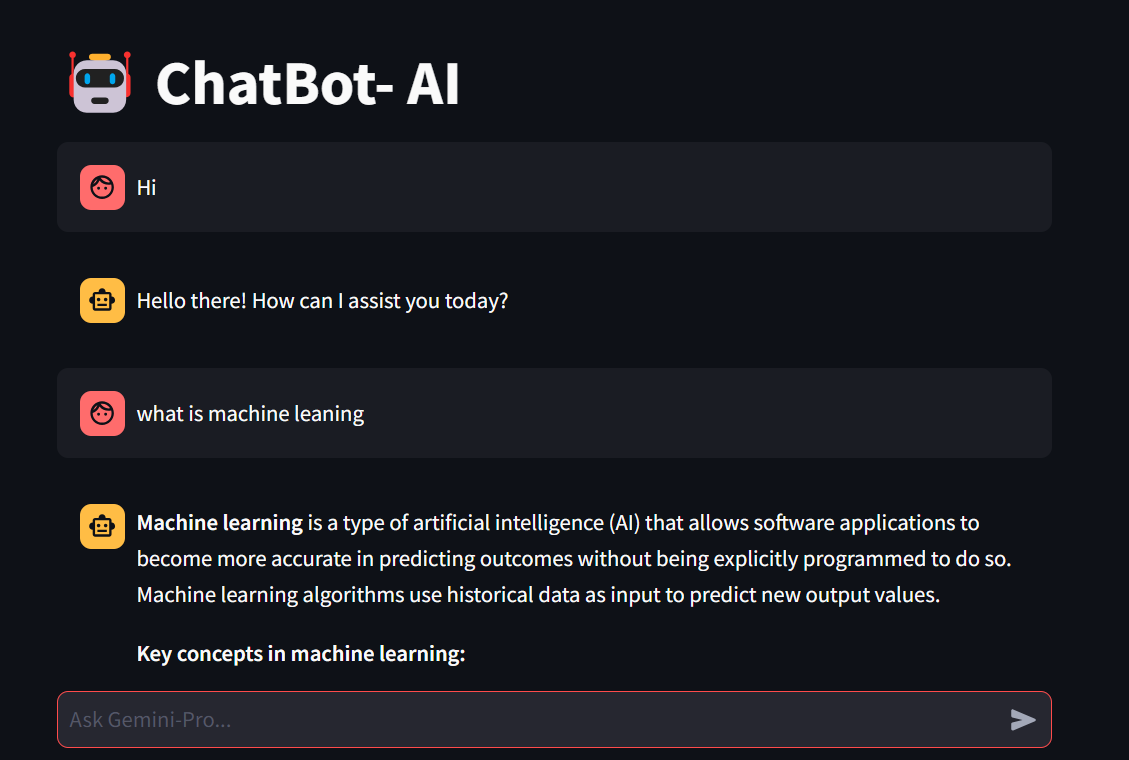 ChatBot- AI
Hi
Hello there! How can I assist you today?
what is machine leaning
Machine learning is a type of artificial intelligence (AI) that allows software applications to
become more accurate in predicting outcomes without being explicitly programmed to do so.
Machine learning algorithms use historical data as input to predict new output values.
Key concepts in machine learning:
Ask Gemini-Pro...